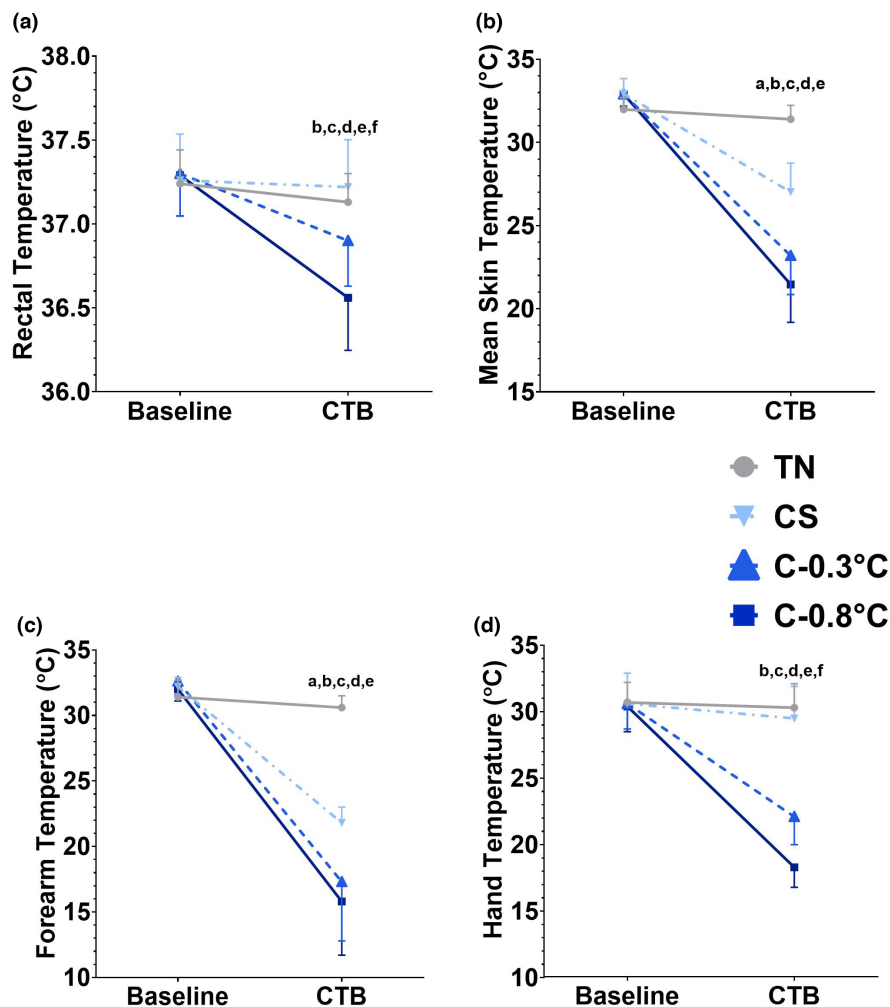 (a)
Rectal Temperature (°C)
38.0
37.5
37.0
36.5
36.0
b,c,d,e,f
Baseline
CTB
(b)
Mean Skin Temperature (°C)
35
30
25
20
15
a,b,c,d,e
Baseline
CTB
TN
CS
C-0.3°C
C-0.8°C
(c)
Forearm Temperature (°C)
35
30
25
20
15
10
a,b,c,d,e
Baseline
CTB
(d)
Hand Temperature (°C)
35
30
25
20
15
10
b,c,d,e,f
Baseline
CTB